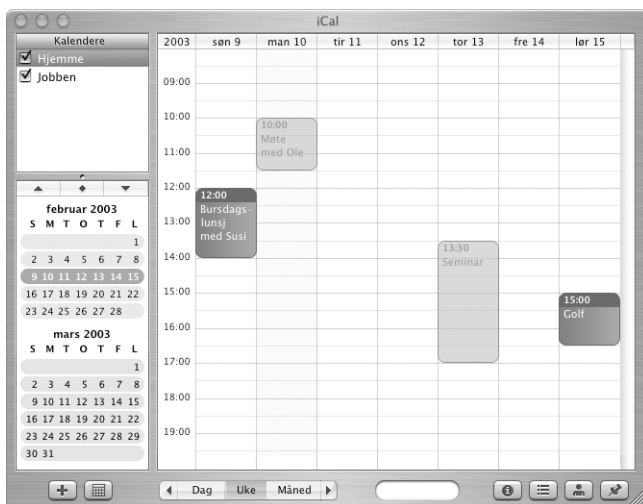 iCal
Kalendere
Hjemme
Jobben
februar 2003
S M T O T F L
1
2 3 4 5 6 7 8
9 10 11 12 13 14 15
16 17 18 19 20 21 22
23 24 25 26 27 28
mars 2003
S M T O T F L
1
2 3 4 5 6 7 8
9 10 11 12 13 14 15
16 17 18 19 20 21 22
23 24 25 26 27 28 29
30 31
2003 søn 9 man 10 tir 11 ons 12 tor 13 fre 14 lør 15
09:00
10:00
11:00
12:00
13:00
14:00
15:00
16:00
17:00
18:00
19:00
12:00
Bursdags-
lunsj
med Susi
10:00
Møte
med Ole
13:30
Seminar
15:00
Golf
Dag Uke Måned